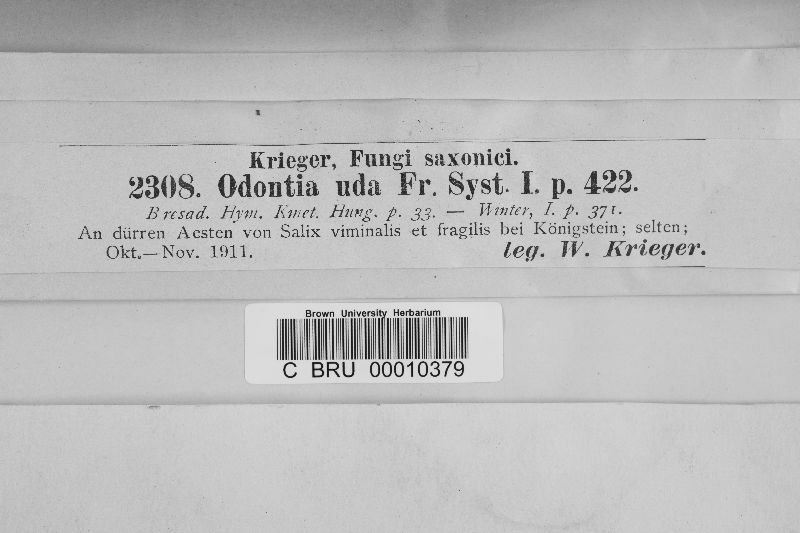 Krieger, Fungi saxonici.
2308. Odontia uda Fr. Syst. I. p. 422.
Bresad. Hym. Kmet. Hung. p. 33. — Winter, I. p. 371.
An dürren Aesten von Salix viminalis et fragilis bei Königstein; selten;
Okt.—Nov. 1911. leg. W. Krieger.
Brown University Herbarium
C BRU 00010379